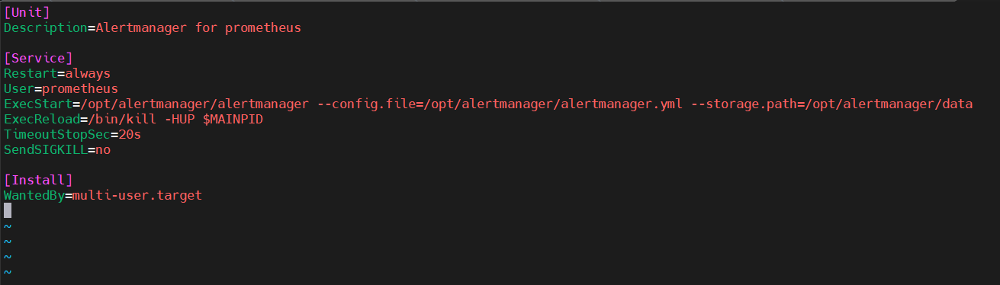 [Unit]
Description=Alertmanager for prometheus
[Service]
Restart=always
User=prometheus
ExecStart=/opt/alertmanager/alertmanager --config.file=/opt/alertmanager/alertmanager.yml --storage.path=/opt/alertmanager/data
ExecReload=/bin/kill -HUP $MAINPID
TimeoutStopSec=20s
SendSIGKILL=no
[Install]
WantedBy=multi-user.target
~
~
~
~